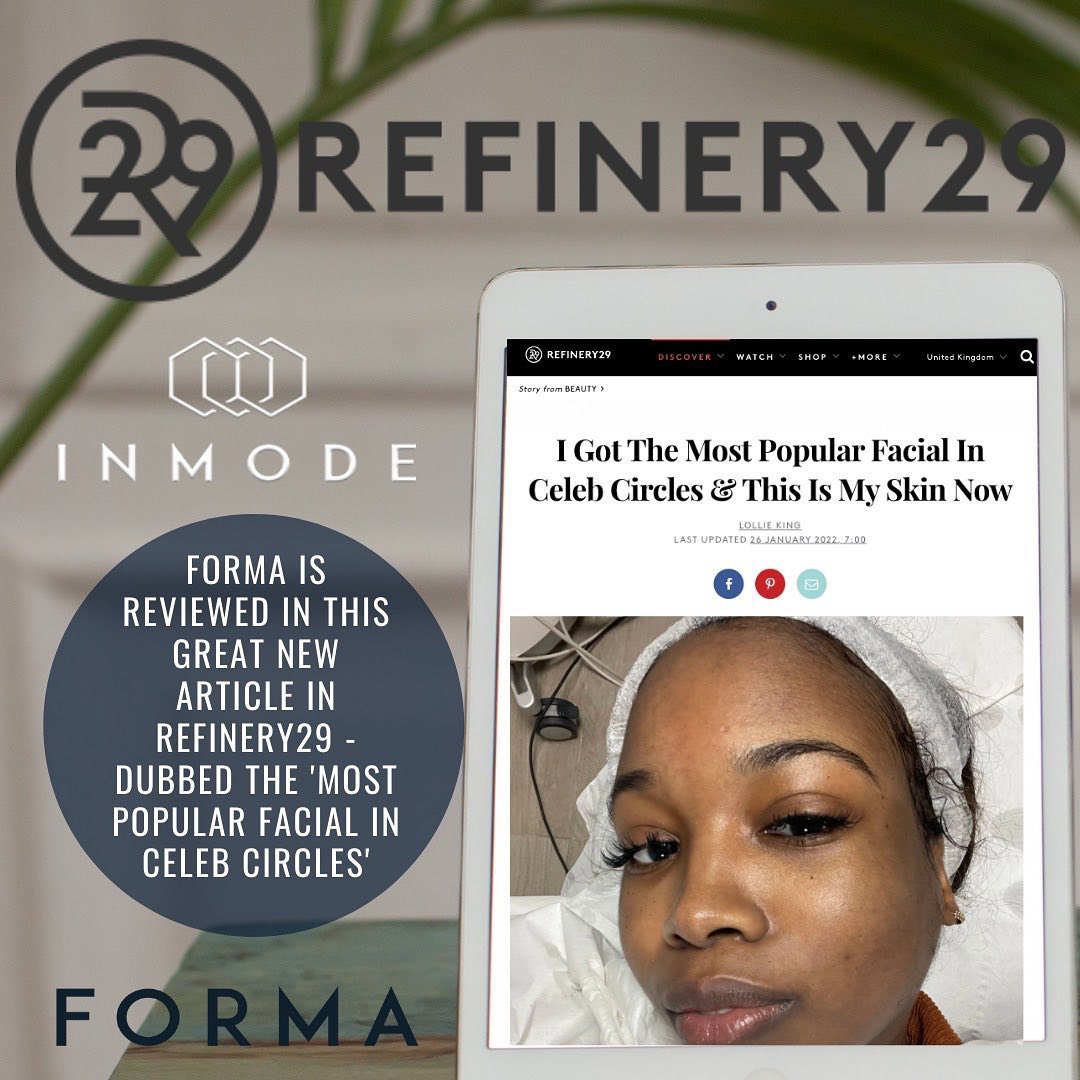 REFINERY29
INMODE
FORMA IS
REVIEWED IN THIS
GREAT NEW
ARTICLE IN
REFINERY29 -
DUBBED THE 'MOST
POPULAR FACIAL IN
CELEB CIRCLES'
FORMA
REFINERY29 DISCOVER WATCH SHOP +MORE United Kingdom
Story from BEAUTY >
I Got The Most Popular Facial In
Celeb Circles & This Is My Skin Now
LOLLIE KING
LAST UPDATED 26 JANUARY 2022, 7:00